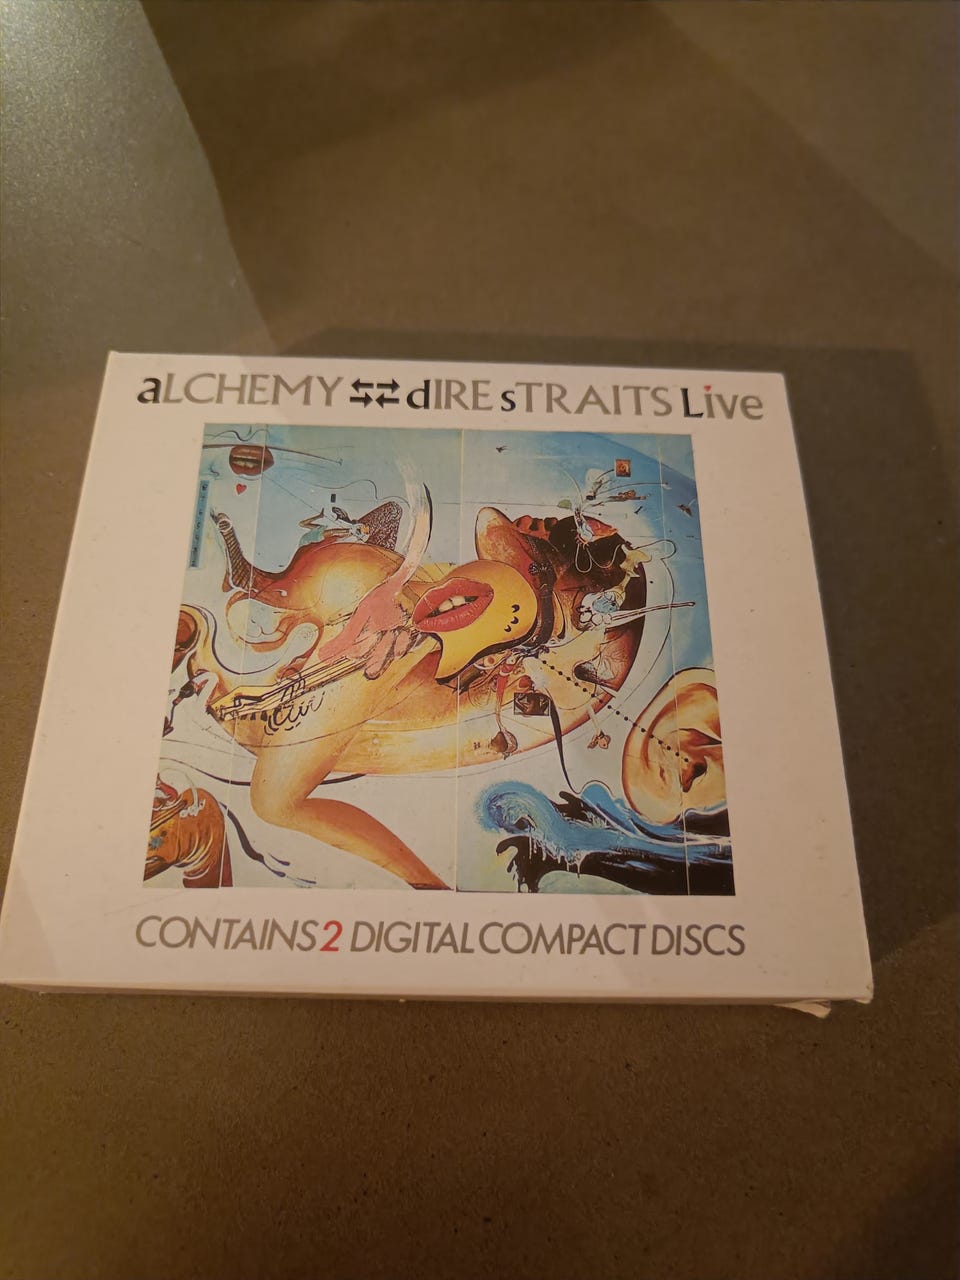 aLCHEMY ⇆⇄ dIRE sTRAITS Live
CONTAINS 2 DIGITAL COMPACT DISCS